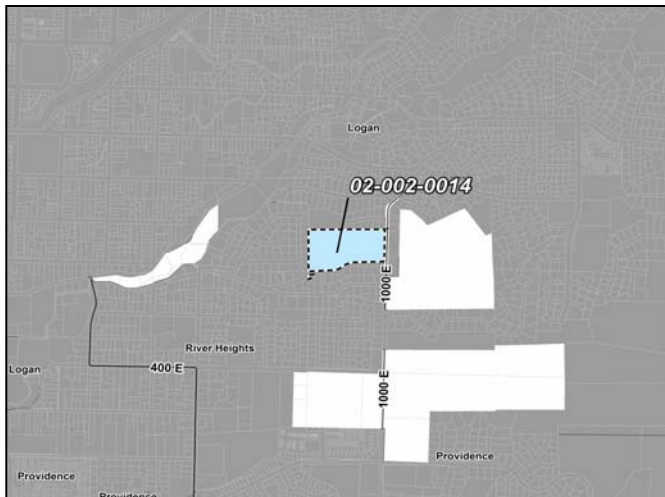 Logan
02-002-0014
1000 E
River Heights
400 E
Logan
1000 E
Providence
Providence
Providence